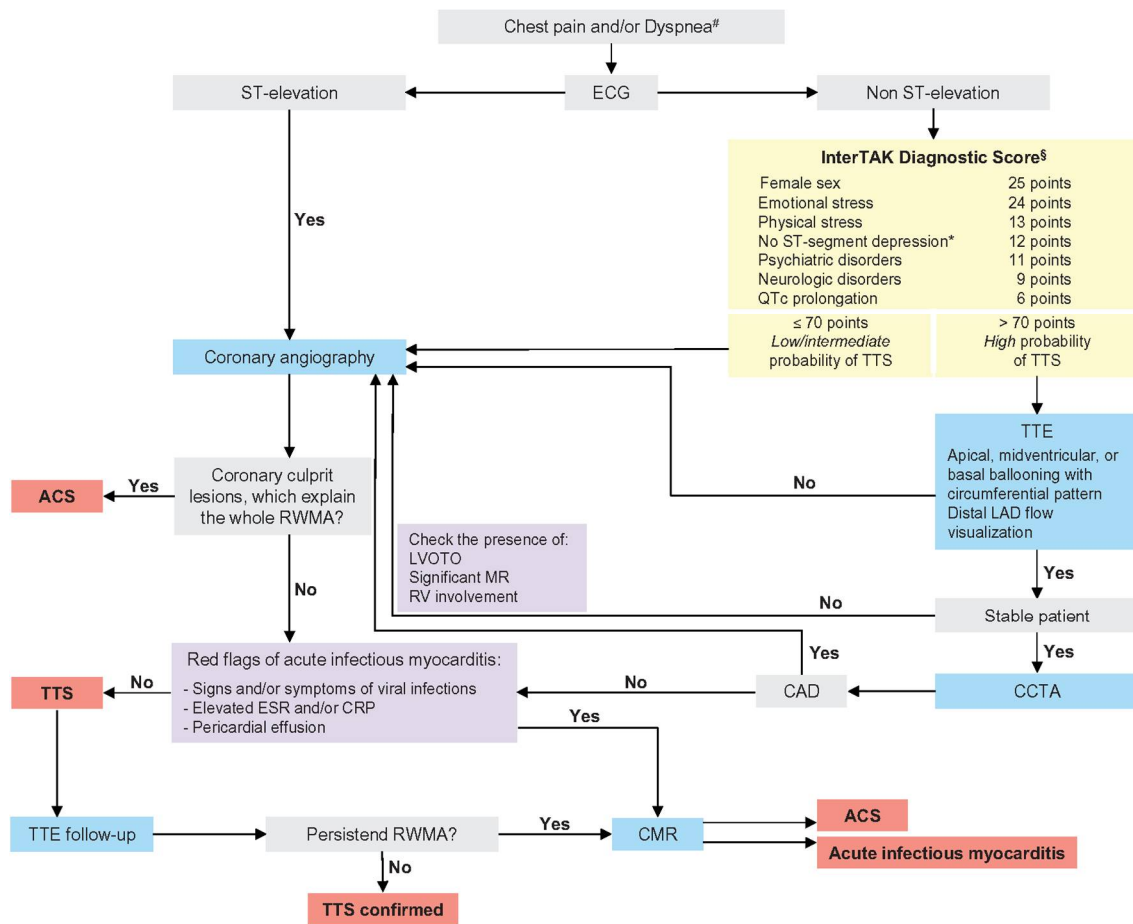 Chest pain and/or Dyspnea#
ST-elevation
ECG
Non ST-elevation
InterTAK Diagnostic Score§
Female sex 25 points
Emotional stress 24 points
Physical stress 13 points
No ST-segment depression* 12 points
Psychiatric disorders 11 points
Neurologic disorders 9 points
QTc prolongation 6 points
≤ 70 points
Low/intermediate
probability of TTS
> 70 points
High probability
of TTS
Yes
Coronary angiography
TTE
Apical, midventricular, or
basal ballooning with
circumferential pattern
Distal LAD flow
visualization
No
Coronary culprit
lesions, which explain
the whole RWMA?
Yes
ACS
Check the presence of:
LVOTO
Significant MR
RV involvement
Yes
No
No
Stable patient
Yes
Red flags of acute infectious myocarditis:
- Signs and/or symptoms of viral infections
- Elevated ESR and/or CRP
- Pericardial effusion
No
TTS
No
CAD
Yes
CCTA
Yes
TTE follow-up
Persistend RWMA?
Yes
CMR
ACS
Acute infectious myocarditis
No
TTS confirmed